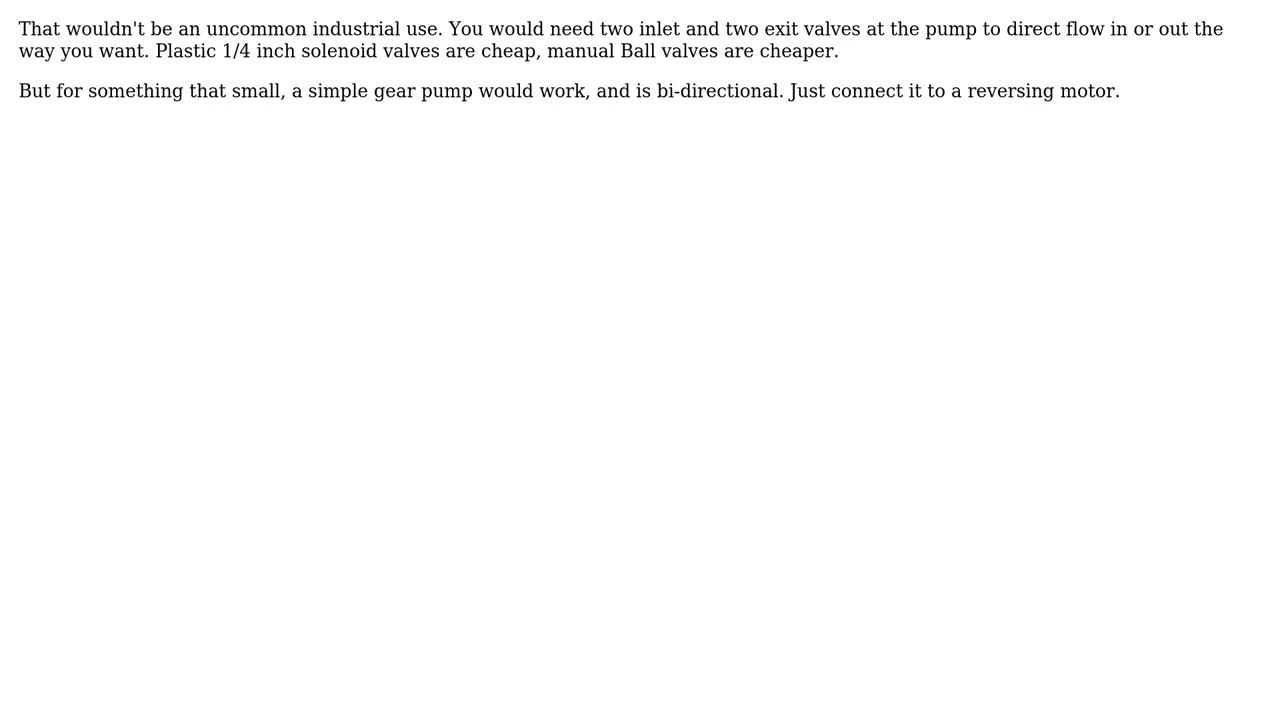 That wouldn't be an uncommon industrial use. You would need two inlet and two exit valves at the pump to direct flow in or out the
way you want. Plastic 1/4 inch solenoid valves are cheap, manual Ball valves are cheaper.
But for something that small, a simple gear pump would work, and is bi-directional. Just connect it to a reversing motor.